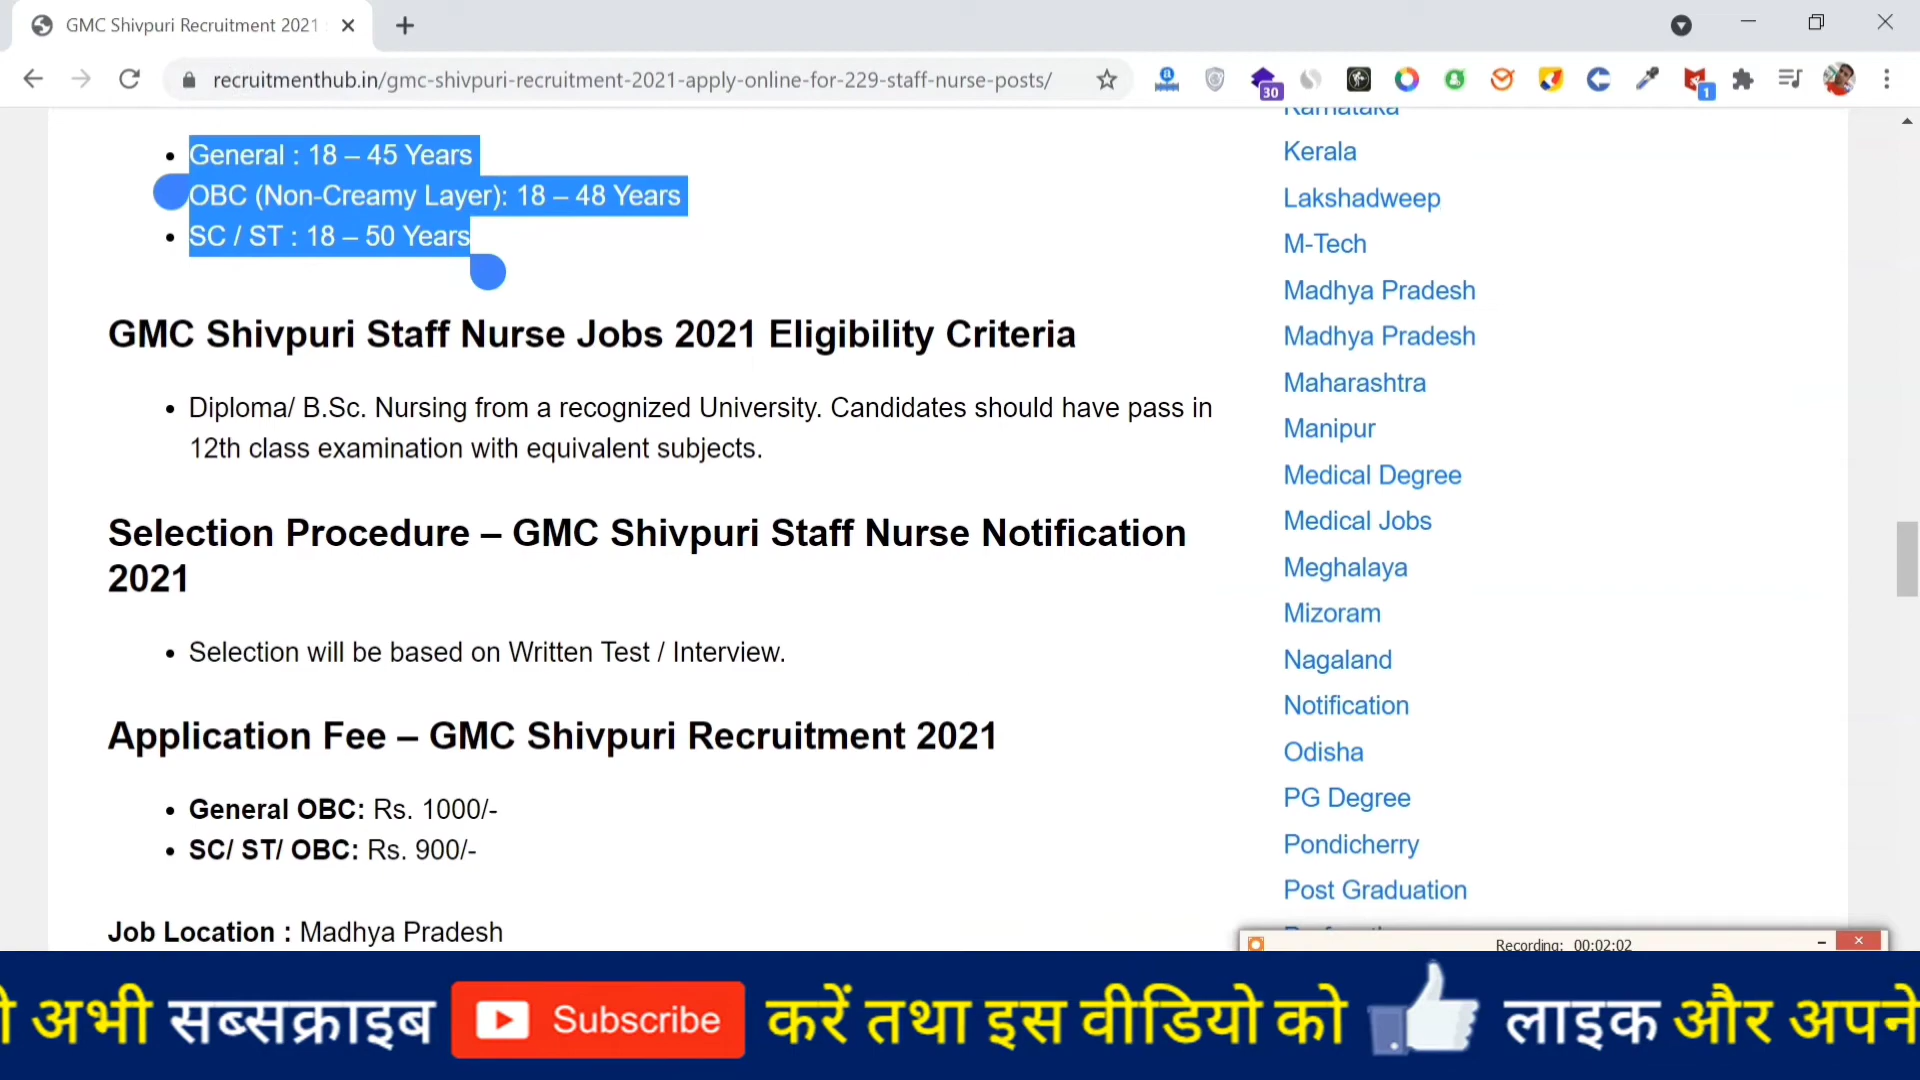 GMC Shivpuri Recruitment 2021
recruitmenthub.in/gmc-shivpuri-recruitment-2021-apply-online-for-229-staff-nurse-posts/
30
1
General : 18 – 45 Years
OBC (Non-Creamy Layer): 18 – 48 Years
SC / ST : 18 – 50 Years
GMC Shivpuri Staff Nurse Jobs 2021 Eligibility Criteria
Diploma/ B.Sc. Nursing from a recognized University. Candidates should have pass in
12th class examination with equivalent subjects.
Selection Procedure – GMC Shivpuri Staff Nurse Notification
2021
Selection will be based on Written Test / Interview.
Application Fee – GMC Shivpuri Recruitment 2021
General OBC: Rs. 1000/-
SC/ ST/ OBC: Rs. 900/-
Job Location : Madhya Pradesh
Karnataka
Kerala
Lakshadweep
M-Tech
Madhya Pradesh
Madhya Pradesh
Maharashtra
Manipur
Medical Degree
Medical Jobs
Meghalaya
Mizoram
Nagaland
Notification
Odisha
PG Degree
Pondicherry
Post Graduation
Recording: 00:02:02
अभी सब्सक्राइब Subscribe करें तथा इस वीडियो को लाइक और अपने